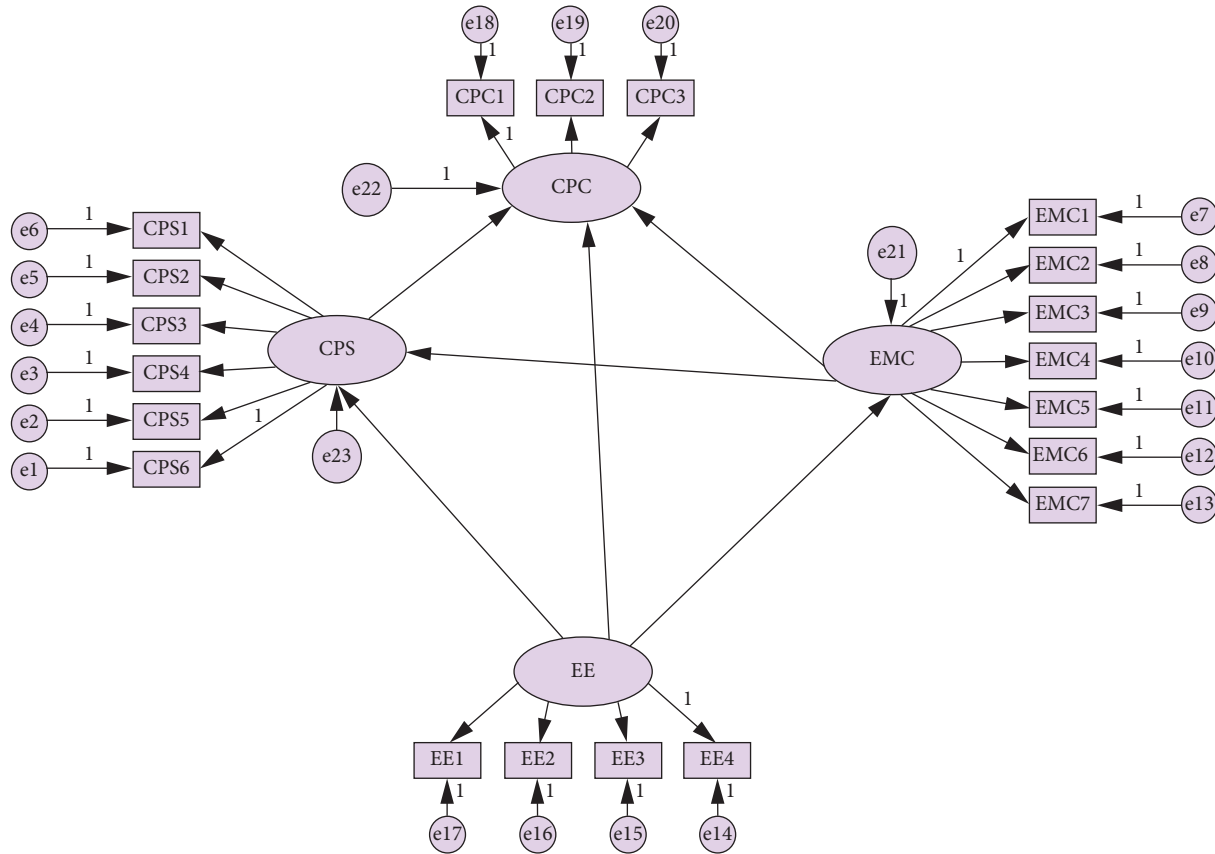 e18 e19 e20
1 1 1
CPC1 CPC2 CPC3
1
e22 1 CPC
e6 1 CPS1 EMC1 1 e7
e21 1
e5 1 CPS2 EMC2 1 e8
1
e4 1 CPS3 EMC3 1 e9
CPS EMC
e3 1 CPS4 EMC4 1 e10
e2 1 CPS5 EMC5 1 e11
1
e1 1 CPS6 e23 EMC6 1 e12
EMC7 1 e13
EE
1
EE1 EE2 EE3 EE4
1 1 1 1
e17 e16 e15 e14